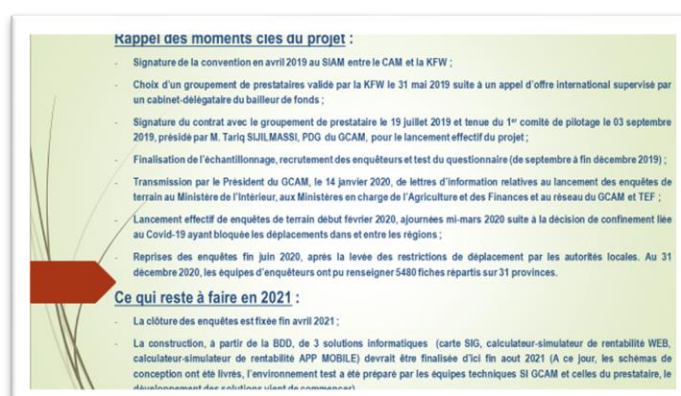 Rappel des moments clés du projet :
- Signature de la convention en avril 2019 au SIAM entre le CAM et la KFW ;
- Choix d'un groupement de prestataires validé par la KFW le 31 mai 2019 suite à un appel d'offre international supervisé par
un cabinet-délégataire du bailleur de fonds ;
- Signature du contrat avec le groupement de prestataire le 19 juillet 2019 et tenue du 1er comité de pilotage le 03 septembre
2019, présidé par M. Tariq SIJILMASSI, PDG du GCAM, pour le lancement effectif du projet ;
- Finalisation de l'échantillonnage, recrutement des enquêteurs et test du questionnaire (de septembre à fin décembre 2019) ;
- Transmission par le Président du GCAM, le 14 janvier 2020, de lettres d'information relatives au lancement des enquêtes de
terrain au Ministère de l'Intérieur, aux Ministères en charge de l'Agriculture et des Finances et au réseau du GCAM et TEF ;
- Lancement effectif de enquêtes de terrain début février 2020, ajournées mi-mars 2020 suite à la décision de confinement liée
au Covid-19 ayant bloquée les déplacements dans et entre les régions ;
- Reprises des enquêtes fin juin 2020, après la levée des restrictions de déplacement par les autorités locales. Au 31
décembre 2020, les équipes d'enquêteurs ont pu renseigner 5480 fiches répartis sur 31 provinces.
Ce qui reste à faire en 2021 :
- La clôture des enquêtes est fixée fin avril 2021 ;
- La construction, à partir de la BDD, de 3 solutions informatiques (carte SIG, calculateur-simulateur de rentabilité WEB,
calculateur-simulateur de rentabilité APP MOBILE) devrait être finalisée d'ici fin aout 2021 (A ce jour, les schémas de
conception ont été livrés, l'environnement test a été préparé par les équipes techniques SI GCAM et celles du prestataire, le
développement des solutions vient de commencer)